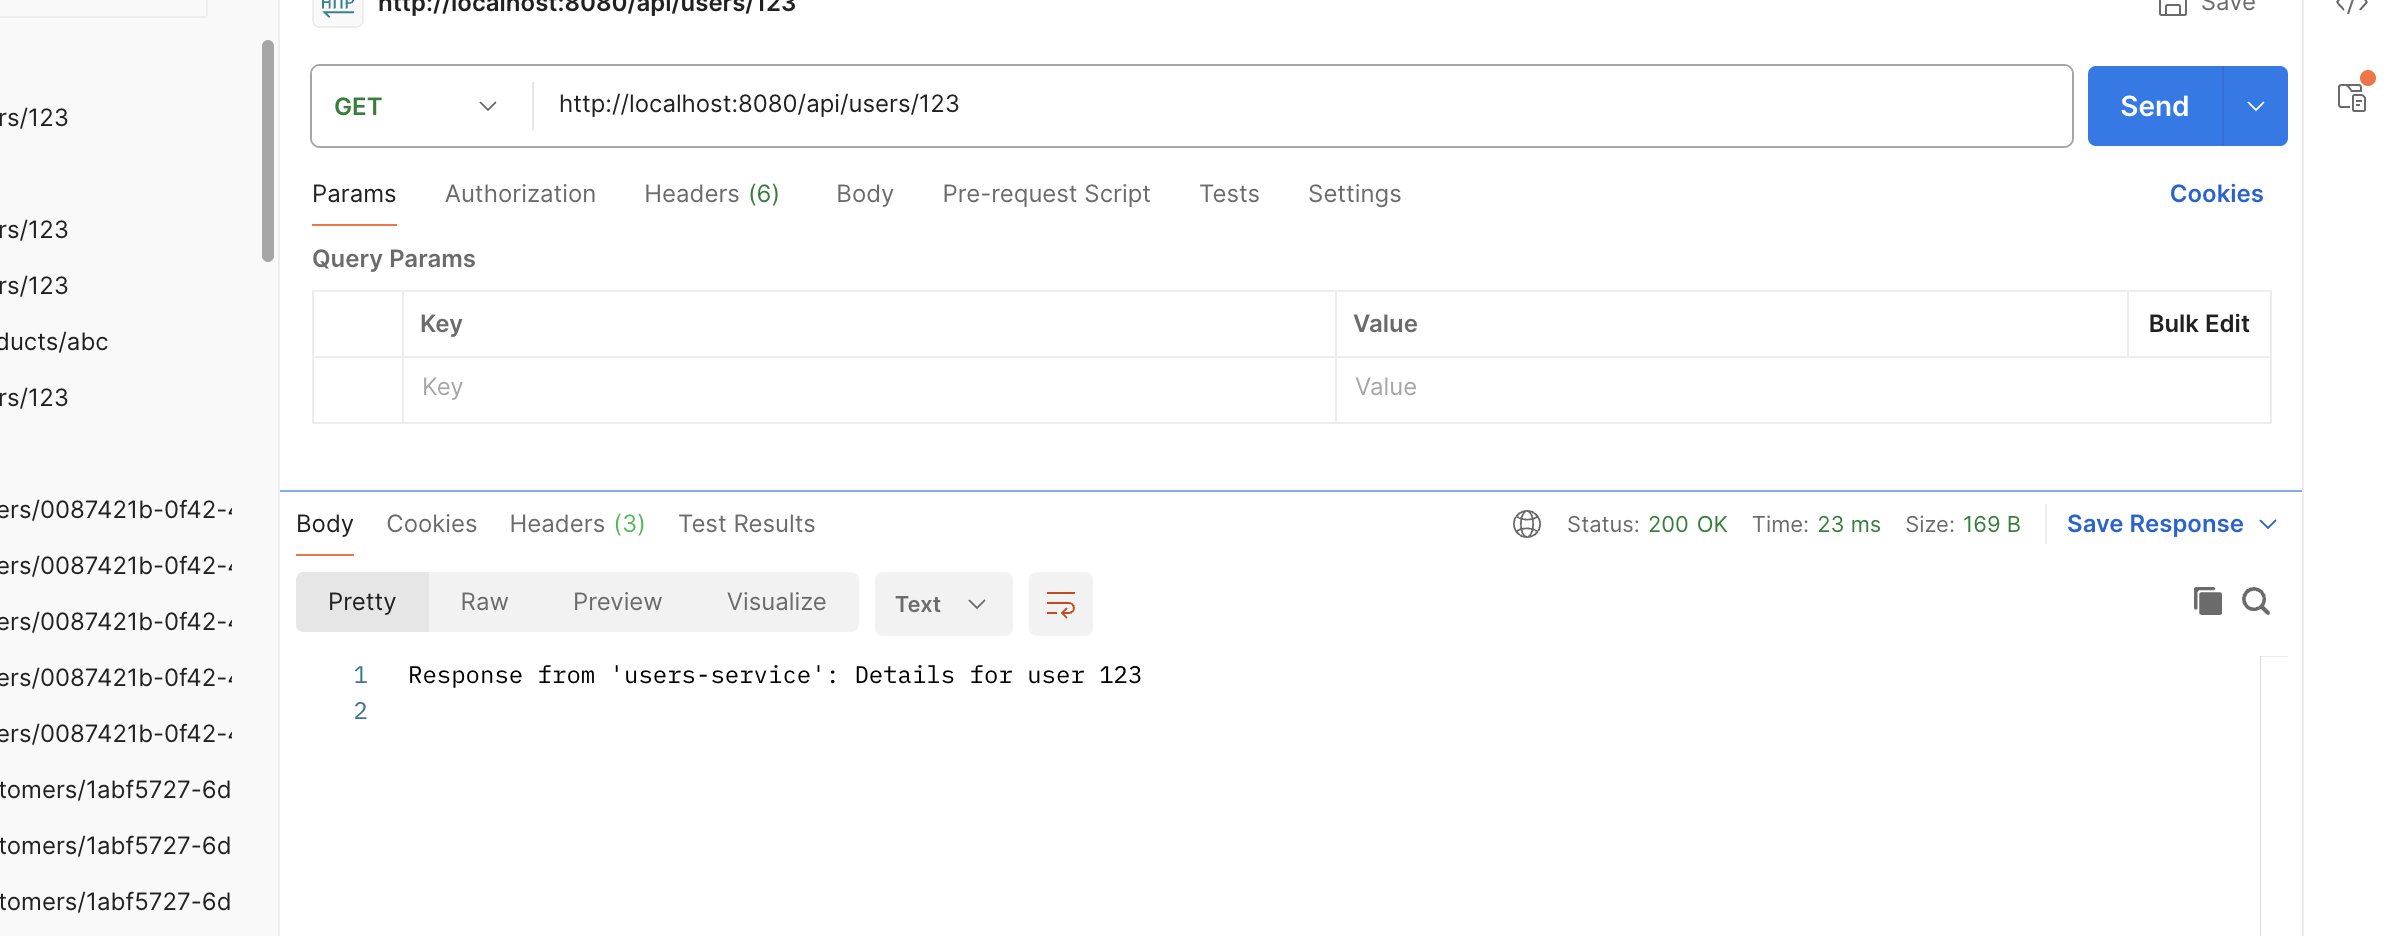 HTTP http://localhost:8080/api/users/123 Save
GET http://localhost:8080/api/users/123 Send
Params Authorization Headers (6) Body Pre-request Script Tests Settings Cookies
Query Params
Key Value Bulk Edit
Key Value
Body Cookies Headers (3) Test Results Status: 200 OK Time: 23 ms Size: 169 B Save Response
Pretty Raw Preview Visualize Text
1 Response from 'users-service': Details for user 123
2
rs/123
rs/123
rs/123
ducts/abc
rs/123
ers/0087421b-0f42-4
ers/0087421b-0f42-4
ers/0087421b-0f42-4
ers/0087421b-0f42-4
ers/0087421b-0f42-4
tomers/1abf5727-6d
tomers/1abf5727-6d
tomers/1abf5727-6d